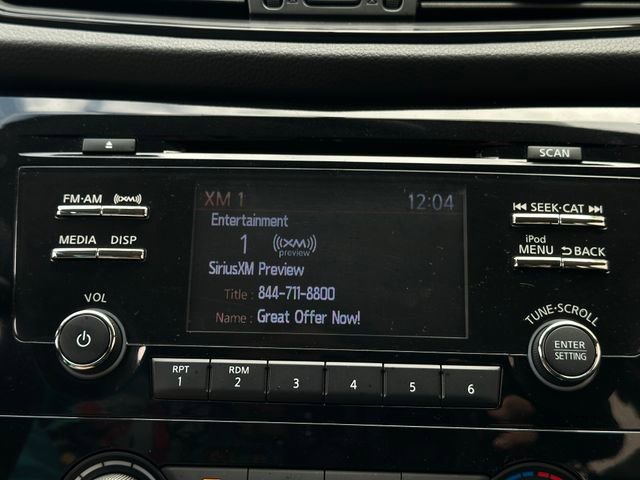 SCAN
FM·AM
((XM))
XM 1
12:04
SEEK·CAT
Entertainment
1
((XM))
preview
SiriusXM Preview
Title : 844-711-8800
Name : Great Offer Now!
MEDIA
DISP
iPod
MENU
BACK
VOL
TUNE·SCROLL
ENTER
SETTING
RPT
1
RDM
2
3
4
5
6